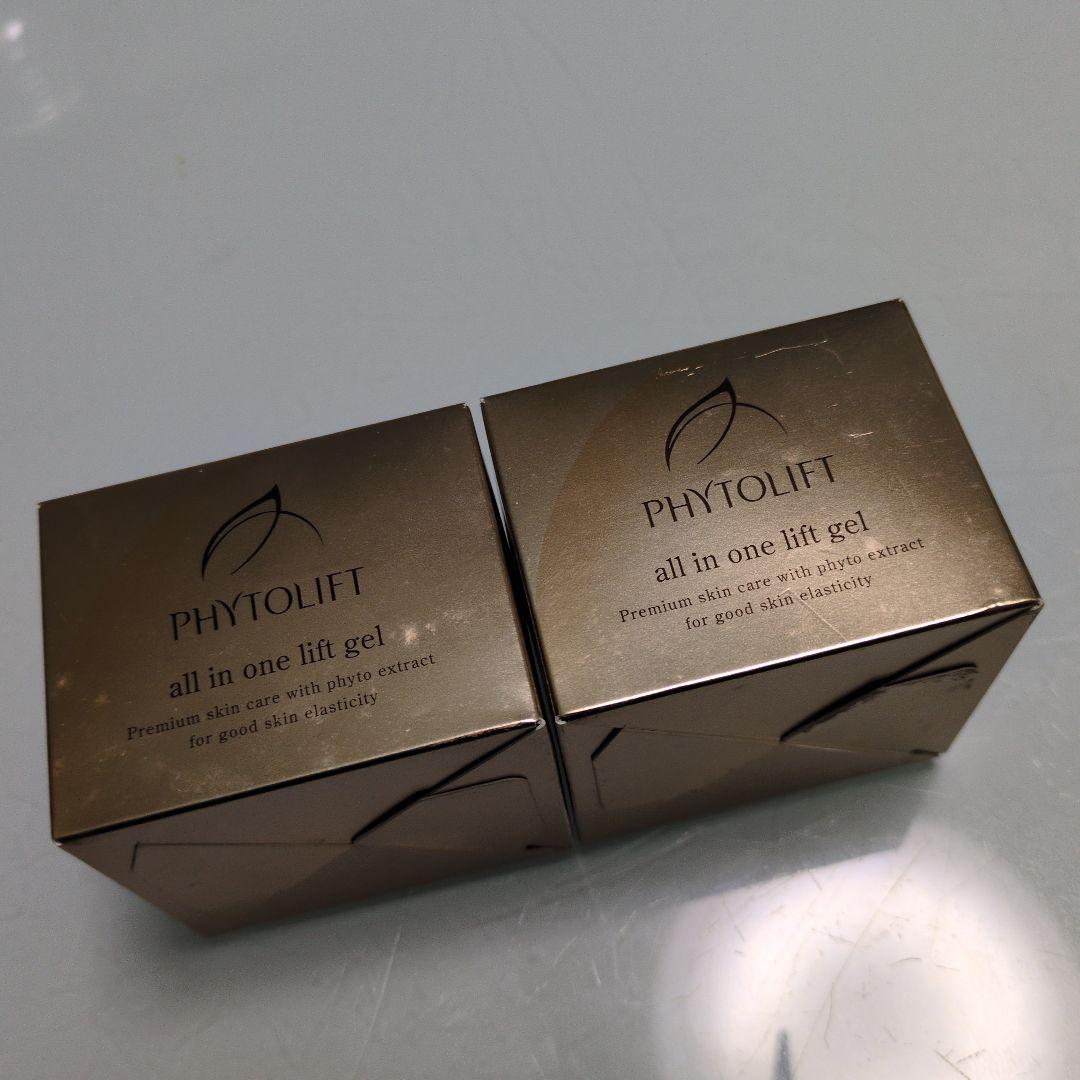 PHYTOLIFT
all in one lift gel
Premium skin care with phyto extract
for good skin elasticity
PHYTOLIFT
all in one lift gel
Premium skin care with phyto extract
for good skin elasticity